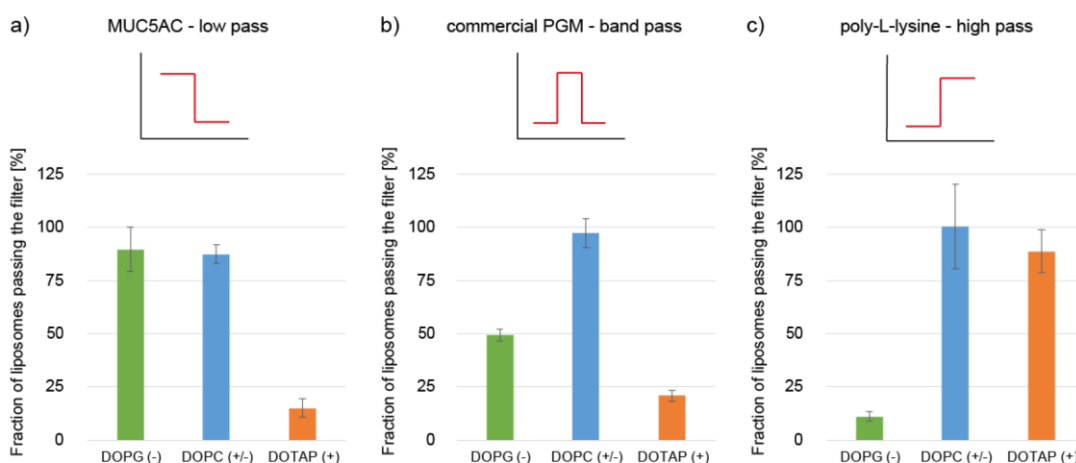 a) MUC5AC - low pass
Fraction of liposomes passing the filter [%]
125
100
75
50
25
0
DOPG (-) DOPC (+/-) DOTAP (+)
b) commercial PGM - band pass
Fraction of liposomes passing the filter [%]
125
100
75
50
25
0
DOPG (-) DOPC (+/-) DOTAP (+)
c) poly-L-lysine - high pass
Fraction of liposomes passing the filter [%]
125
100
75
50
25
0
DOPG (-) DOPC (+/-) DOTAP (+)